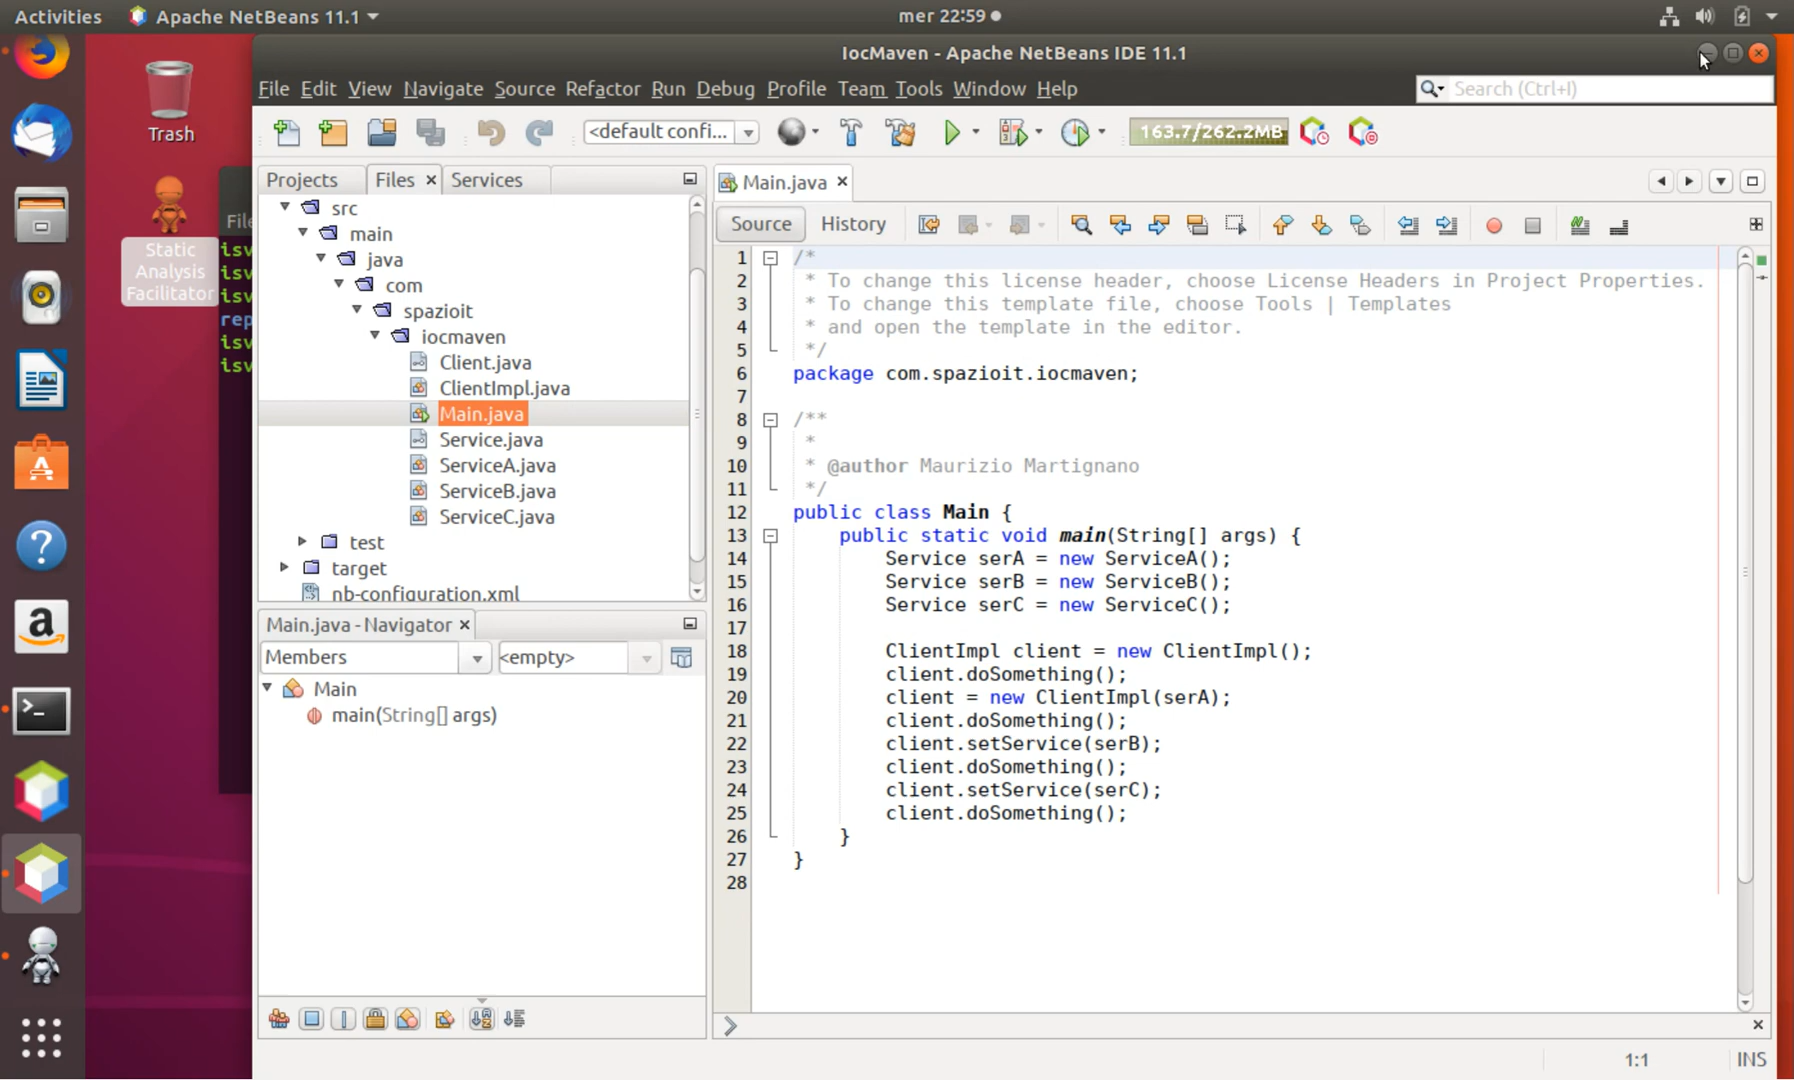 Activities
Apache NetBeans 11.1
mer 22:59
IocMaven - Apache NetBeans IDE 11.1
File Edit View Navigate Source Refactor Run Debug Profile Team Tools Window Help
Search (Ctrl+I)
<default confi...
163.7/262.2MB
Trash
Static
Analysis
Facilitator
File
isv
isv
isv
rep
isv
isv
Projects
Files
Services
src
main
java
com
spazioit
iocmaven
Client.java
ClientImpl.java
Main.java
Service.java
ServiceA.java
ServiceB.java
ServiceC.java
test
target
nb-configuration.xml
Main.java - Navigator
Members
<empty>
Main
main(String[] args)
Main.java
Source
History
1 /*
2 * To change this license header, choose License Headers in Project Properties.
3 * To change this template file, choose Tools | Templates
4 * and open the template in the editor.
5 */
6 package com.spazioit.iocmaven;
7
8 /**
9 *
10 * @author Maurizio Martignano
11 */
12 public class Main {
13 public static void main(String[] args) {
14 Service serA = new ServiceA();
15 Service serB = new ServiceB();
16 Service serC = new ServiceC();
17
18 ClientImpl client = new ClientImpl();
19 client.doSomething();
20 client = new ClientImpl(serA);
21 client.doSomething();
22 client.setService(serB);
23 client.doSomething();
24 client.setService(serC);
25 client.doSomething();
26 }
27 }
28
1:1
INS